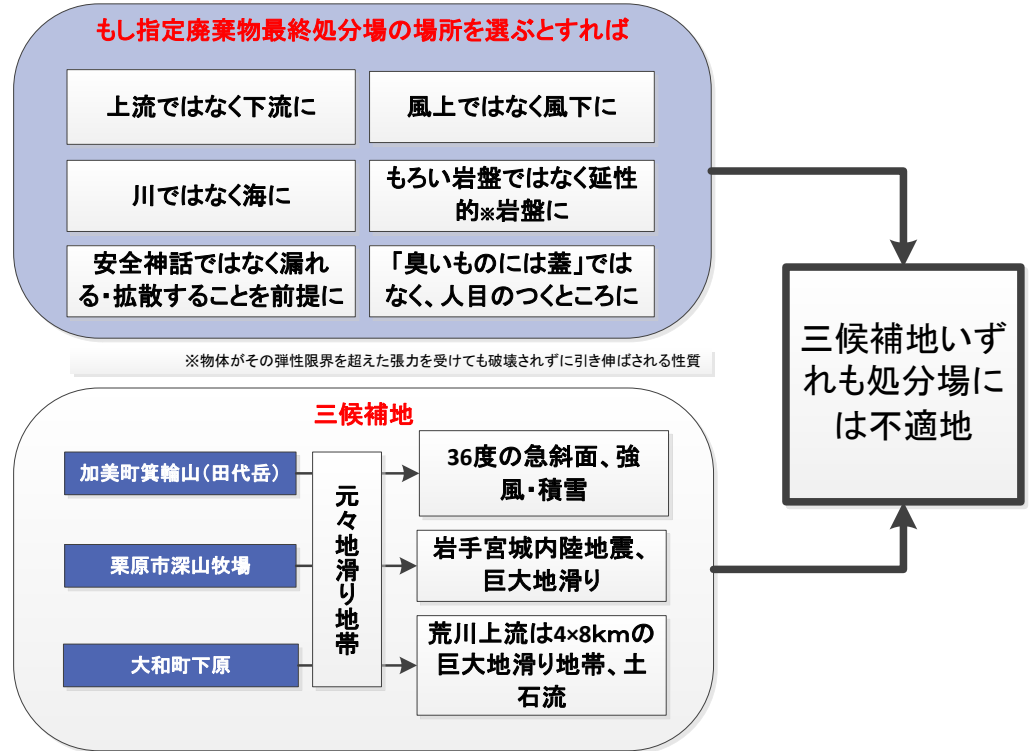 もし指定廃棄物最終処分場の場所を選ぶとすれば
上流ではなく下流に
風上ではなく風下に
川ではなく海に
もろい岩盤ではなく延性
的※岩盤に
安全神話ではなく漏れ
る・拡散することを前提に
「臭いものには蓋」では
なく、人目のつくところに
※物体がその弾性限界を超えた張力を受けても破壊されずに引き伸ばされる性質
三候補地いず
れも処分場に
は不適地
三候補地
加美町箕輪山(田代岳)
元々地滑り地帯
36度の急斜面、強
風・積雪
栗原市深山牧場
岩手宮城内陸地震、
巨大地滑り
大和町下原
荒川上流は4×8kmの
巨大地滑り地帯、土
石流